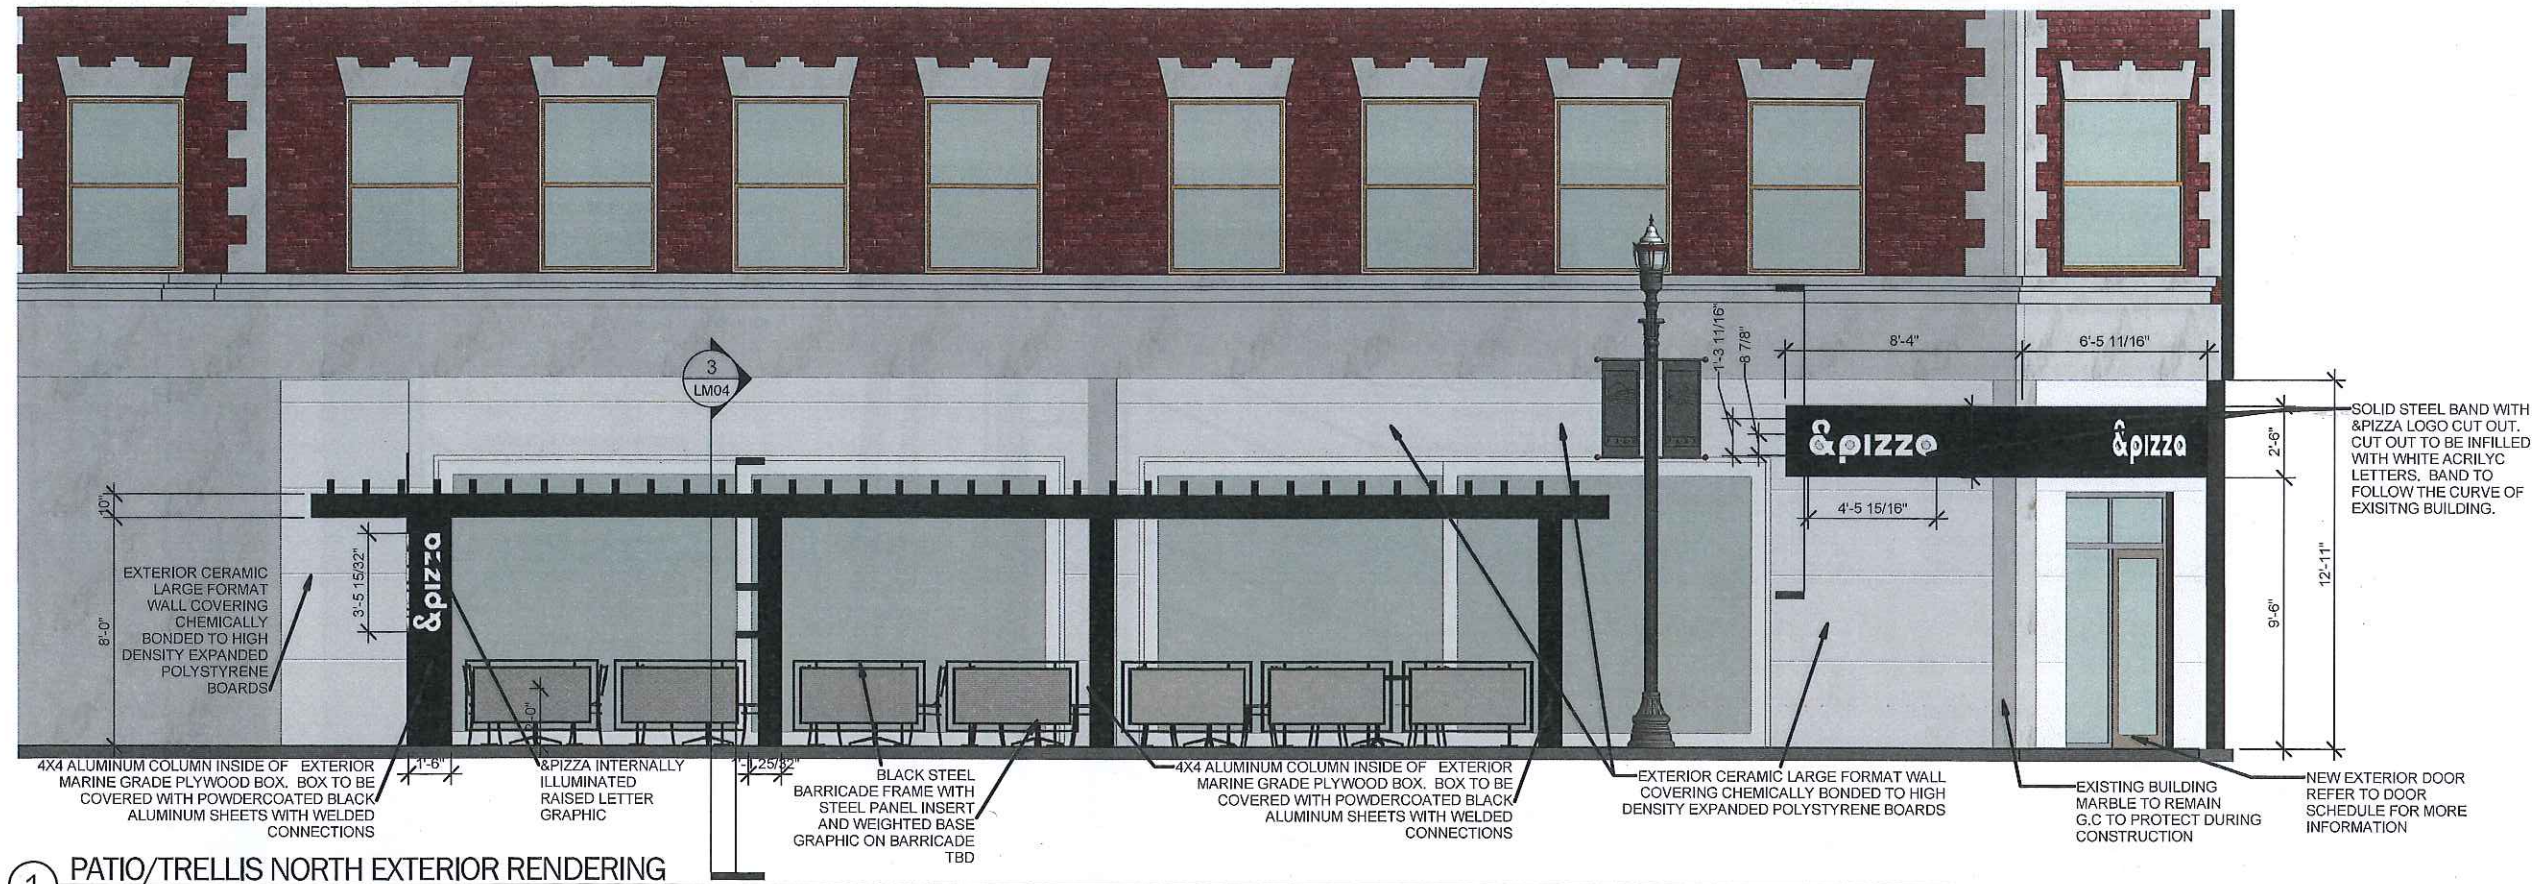 3
LM04
1'-3 11/16"
8 7/8"
8'-4"
6'-5 11/16"
&pizza
&pizza
4'-5 15/16"
2'-6"
12'-11"
9'-6"
SOLID STEEL BAND WITH
&PIZZA LOGO CUT OUT.
CUT OUT TO BE INFILLED
WITH WHITE ACRILYC
LETTERS. BAND TO
FOLLOW THE CURVE OF
EXISITNG BUILDING.
10"
8'-0"
EXTERIOR CERAMIC
LARGE FORMAT
WALL COVERING
CHEMICALLY
BONDED TO HIGH
DENSITY EXPANDED
POLYSTYRENE
BOARDS
3'-5 15/32"
&pizza
1'-6"
4X4 ALUMINUM COLUMN INSIDE OF EXTERIOR
MARINE GRADE PLYWOOD BOX. BOX TO BE
COVERED WITH POWDERCOATED BLACK
ALUMINUM SHEETS WITH WELDED
CONNECTIONS
&PIZZA INTERNALLY
ILLUMINATED
RAISED LETTER
GRAPHIC
BLACK STEEL
BARRICADE FRAME WITH
STEEL PANEL INSERT
AND WEIGHTED BASE
GRAPHIC ON BARRICADE
TBD
4X4 ALUMINUM COLUMN INSIDE OF EXTERIOR
MARINE GRADE PLYWOOD BOX. BOX TO BE
COVERED WITH POWDERCOATED BLACK
ALUMINUM SHEETS WITH WELDED
CONNECTIONS
EXTERIOR CERAMIC LARGE FORMAT WALL
COVERING CHEMICALLY BONDED TO HIGH
DENSITY EXPANDED POLYSTYRENE BOARDS
EXISTING BUILDING
MARBLE TO REMAIN
G.C TO PROTECT DURING
CONSTRUCTION
NEW EXTERIOR DOOR
REFER TO DOOR
SCHEDULE FOR MORE
INFORMATION
1
PATIO/TRELLIS NORTH EXTERIOR RENDERING